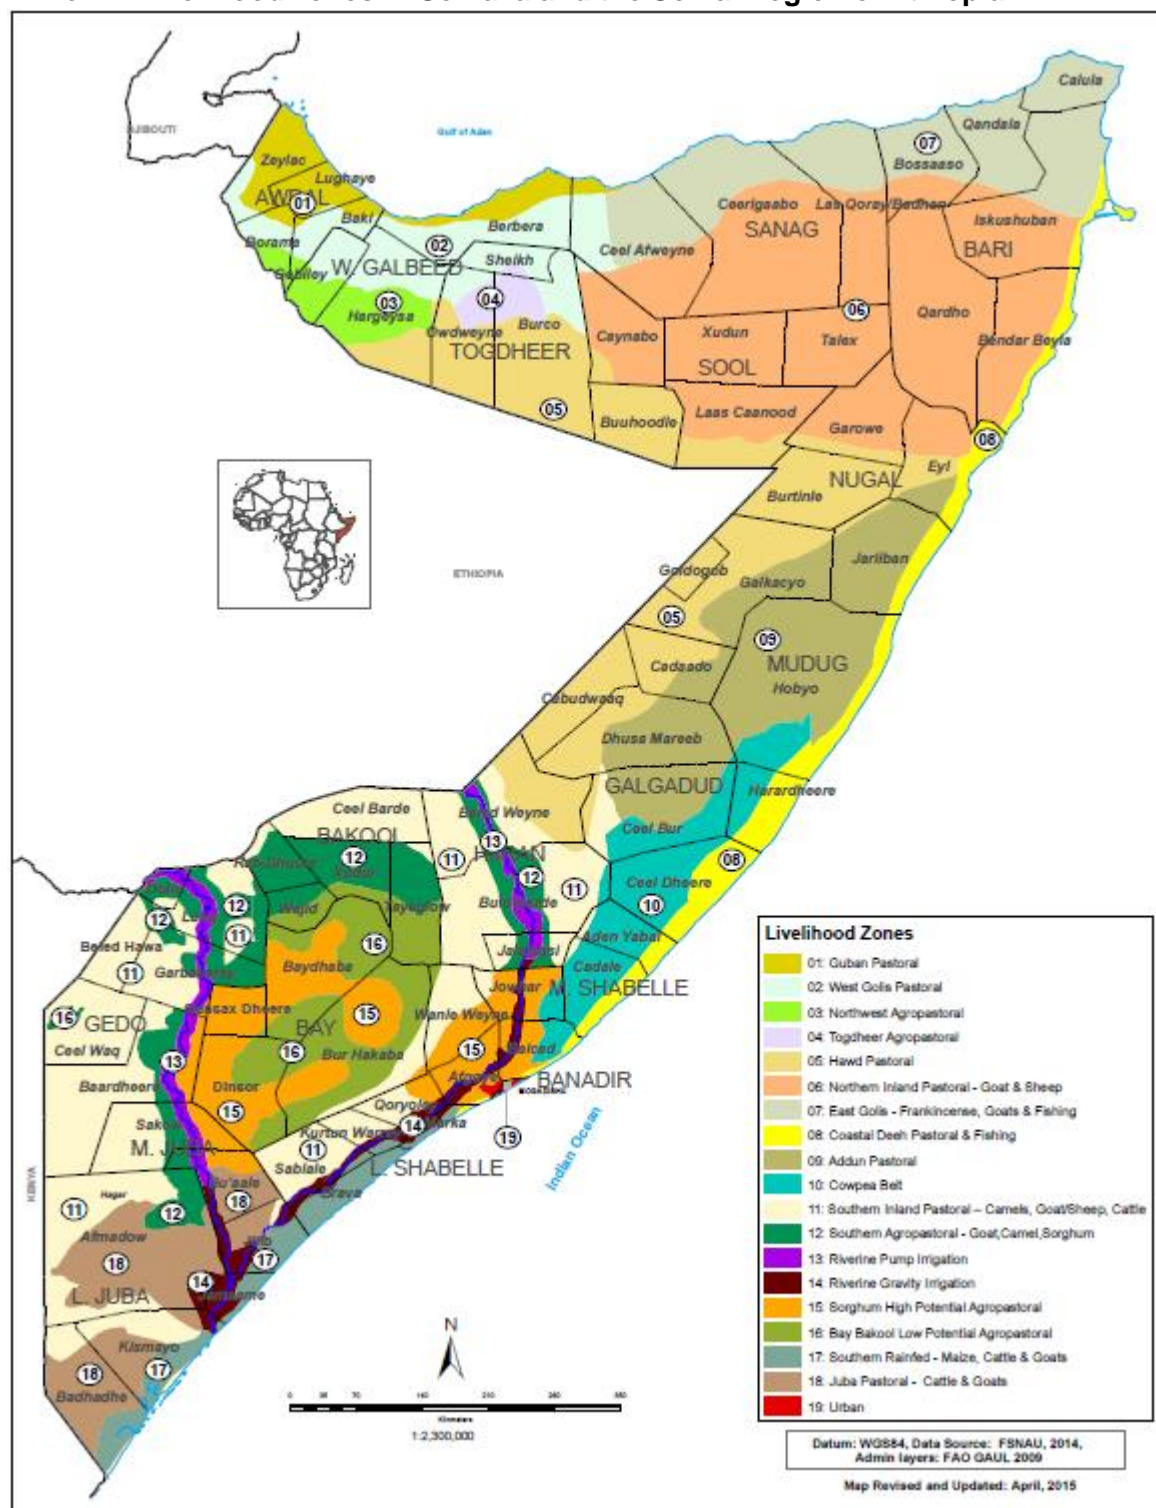 Calula
DJIBOUTI
Gulf of Aden
Qandala
07
Bossaaso
Zeylac
Lughaye
AWDAL
01
Baki
Ceerigaabo
Las Qoray/Badhan
Iskushuban
Berbera
SANAG
Borama
02
Ceel Afweyne
BARI
Sheikh
W. GALBEED
03
04
06
Hargeysa
Burco
Owdweyne
Caynabo
Xudun
Talex
Qardho
Bendar Beyla
TOGDHEER
SOOL
05
Buuhoodle
Laas Caanood
Garowe
08
Eyl
NUGAL
Burtinle
ETHIOPIA
Goldogob
Galkacyo
Jariiban
05
09
MUDUG
Cadaado
Hobyo
Cabudwaaq
Dhusa Mareeb
GALGADUD
Harardheere
Ceel Barde
Beled Weyne
BAKOOL
Ceel Bur
13
HIRAN
12
11
08
12
11
Ceel Dheere
10
Wajid
Tayeglow
12
12
11
16
Aden Yabal
Beled Hawa
Baydhaba
Cadale
11
Jowhar
M. SHABELLE
16
GEDO
15
BAY
Wanle Weyne
Ceel Waq
16
Bur Hakaba
15
13
Baardheere
Dinsor
BANADIR
15
Qoryole
14
Marka
19
Kurtun Warey
M. JUBA
11
Sablale
L. SHABELLE
Indian Ocean
KENYA
Hagar
18
Brava
11
12
Afmadow
18
17
14
L. JUBA
Jamaame
Kismayo
17
18
Badhadhe
N
Kilometers
1:2,300,000
Livelihood Zones
01: Guban Pastoral
02: West Golis Pastoral
03: Northwest Agropastoral
04: Togdheer Agropastoral
05: Hawd Pastoral
06: Northern Inland Pastoral - Goat & Sheep
07: East Golis - Frankincense, Goats & Fishing
08: Coastal Deeh Pastoral & Fishing
09: Addun Pastoral
10: Cowpea Belt
11: Southern Inland Pastoral – Camels, Goat/Sheep, Cattle
12: Southern Agropastoral - Goat,Camel,Sorghum
13: Riverine Pump Irrigation
14: Riverine Gravity Irrigation
15: Sorghum High Potential Agropastoral
16: Bay Bakool Low Potential Agropastoral
17: Southern Rainfed - Maize, Cattle & Goats
18: Juba Pastoral - Cattle & Goats
19: Urban
Datum: WGS84, Data Source: FSNAU, 2014,
Admin layers: FAO GAUL 2009
Map Revised and Updated: April, 2015